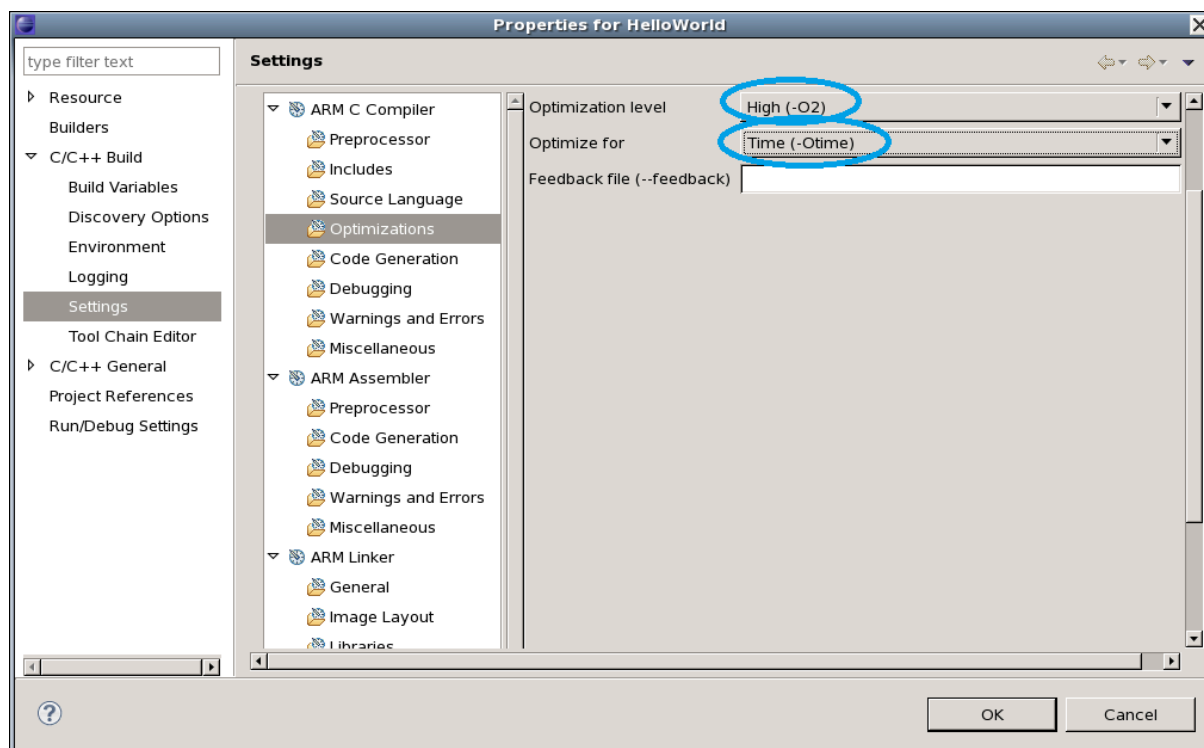 Properties for HelloWorld
type filter text
Resource
Builders
C/C++ Build
Build Variables
Discovery Options
Environment
Logging
Settings
Tool Chain Editor
C/C++ General
Project References
Run/Debug Settings
Settings
ARM C Compiler
Preprocessor
Includes
Source Language
Optimizations
Code Generation
Debugging
Warnings and Errors
Miscellaneous
ARM Assembler
Preprocessor
Code Generation
Debugging
Warnings and Errors
Miscellaneous
ARM Linker
General
Image Layout
Libraries
Optimization level High (-O2)
Optimize for Time (-Otime)
Feedback file (--feedback)
?
OK Cancel